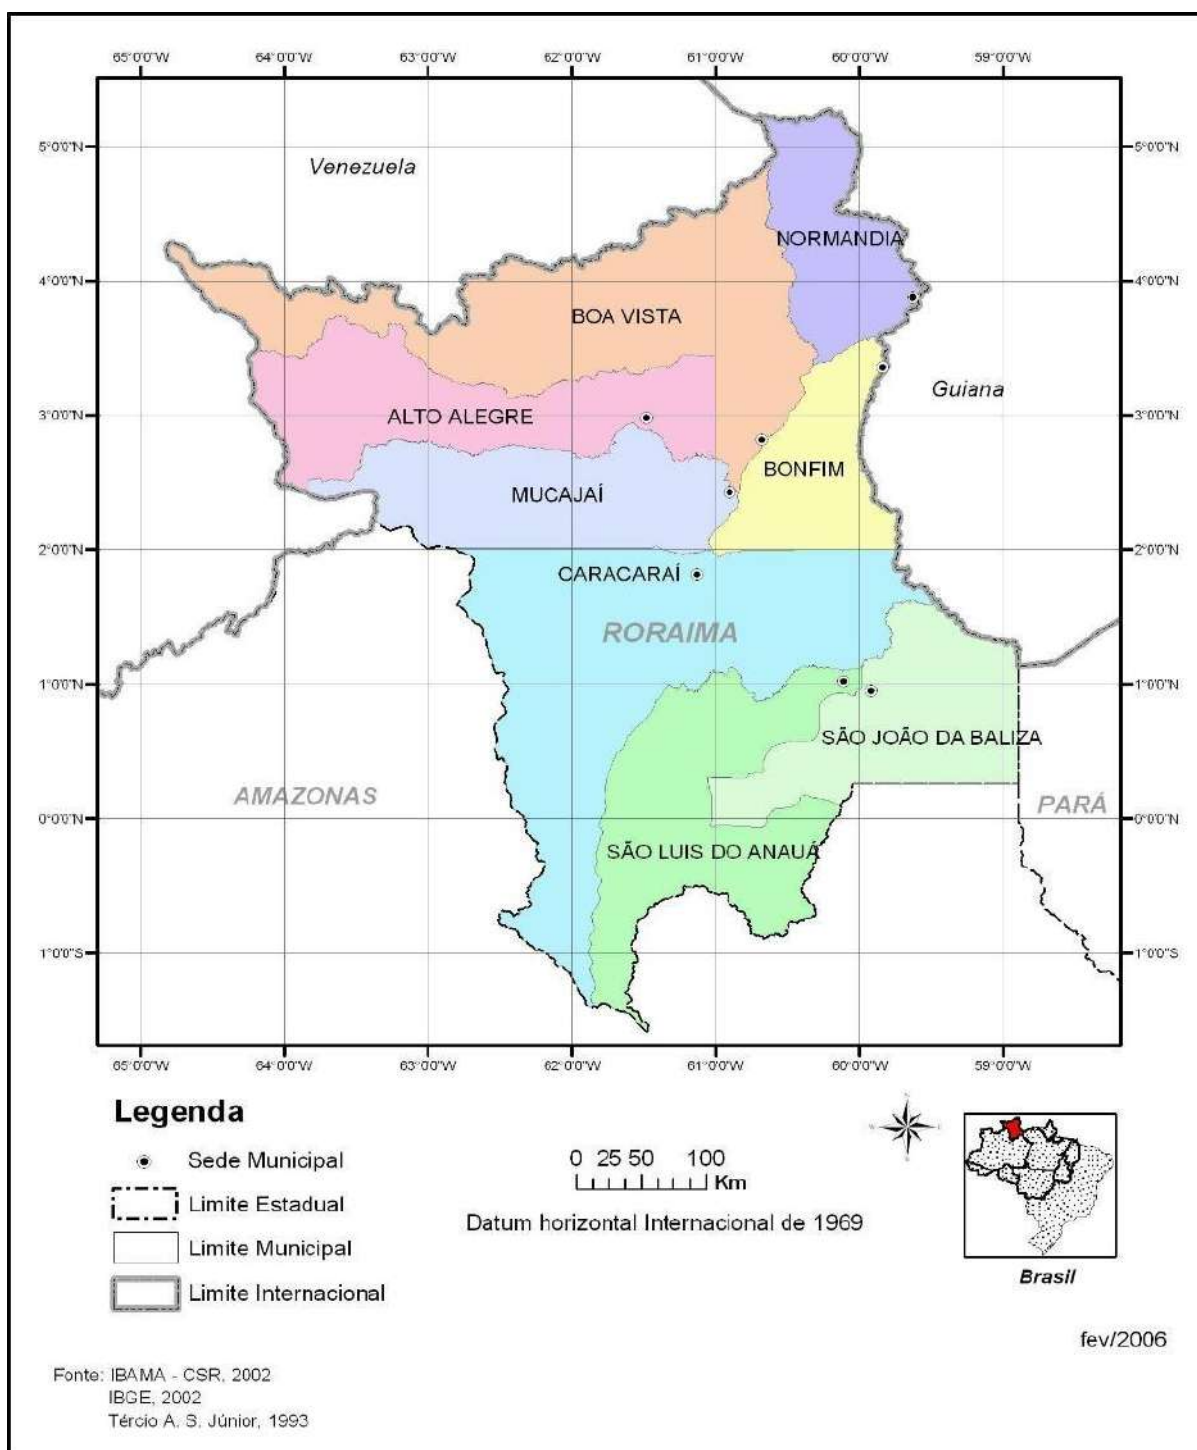 65°0'0"W 64°0'0"W 63°0'0"W 62°0'0"W 61°0'0"W 60°0'0"W 59°0'0"W
5°0'0"N 5°0'0"N
Venezuela
NORMANDIA
4°0'0"N 4°0'0"N
BOA VISTA
Guiana
3°0'0"N 3°0'0"N
ALTO ALEGRE
BONFIM
MUCAJAÍ
2°0'0"N 2°0'0"N
CARACARAÍ
RORAIMA
1°0'0"N 1°0'0"N
SÃO JOÃO DA BALIZA
AMAZONAS
PARÁ
0°0'0"N 0°0'0"N
SÃO LUIS DO ANAUÁ
1°0'0"S 1°0'0"S
65°0'0"W 64°0'0"W 63°0'0"W 62°0'0"W 61°0'0"W 60°0'0"W 59°0'0"W
Legenda
Sede Municipal
Limite Estadual
Limite Municipal
Limite Internacional
0 25 50 100
Km
Datum horizontal Internacional de 1969
Brasil
fev/2006
Fonte: IBAMA - CSR, 2002
IBGE, 2002
Tércio A. S. Júnior, 1993